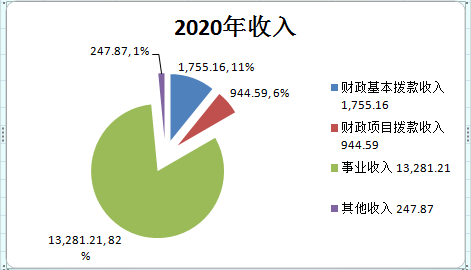 2020年收入
247.87, 1%
1,755.16, 11%
944.59, 6%
13,281.21, 82
%
财政基本拨款收入
1,755.16
财政项目拨款收入
944.59
事业收入 13,281.21
其他收入 247.87